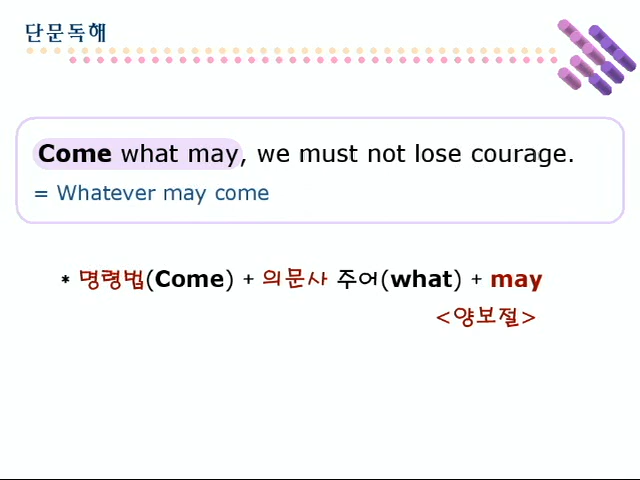 단문독해
Come what may, we must not lose courage.
= Whatever may come
* 명령법(Come) + 의문사 주어(what) + may
<양보절>